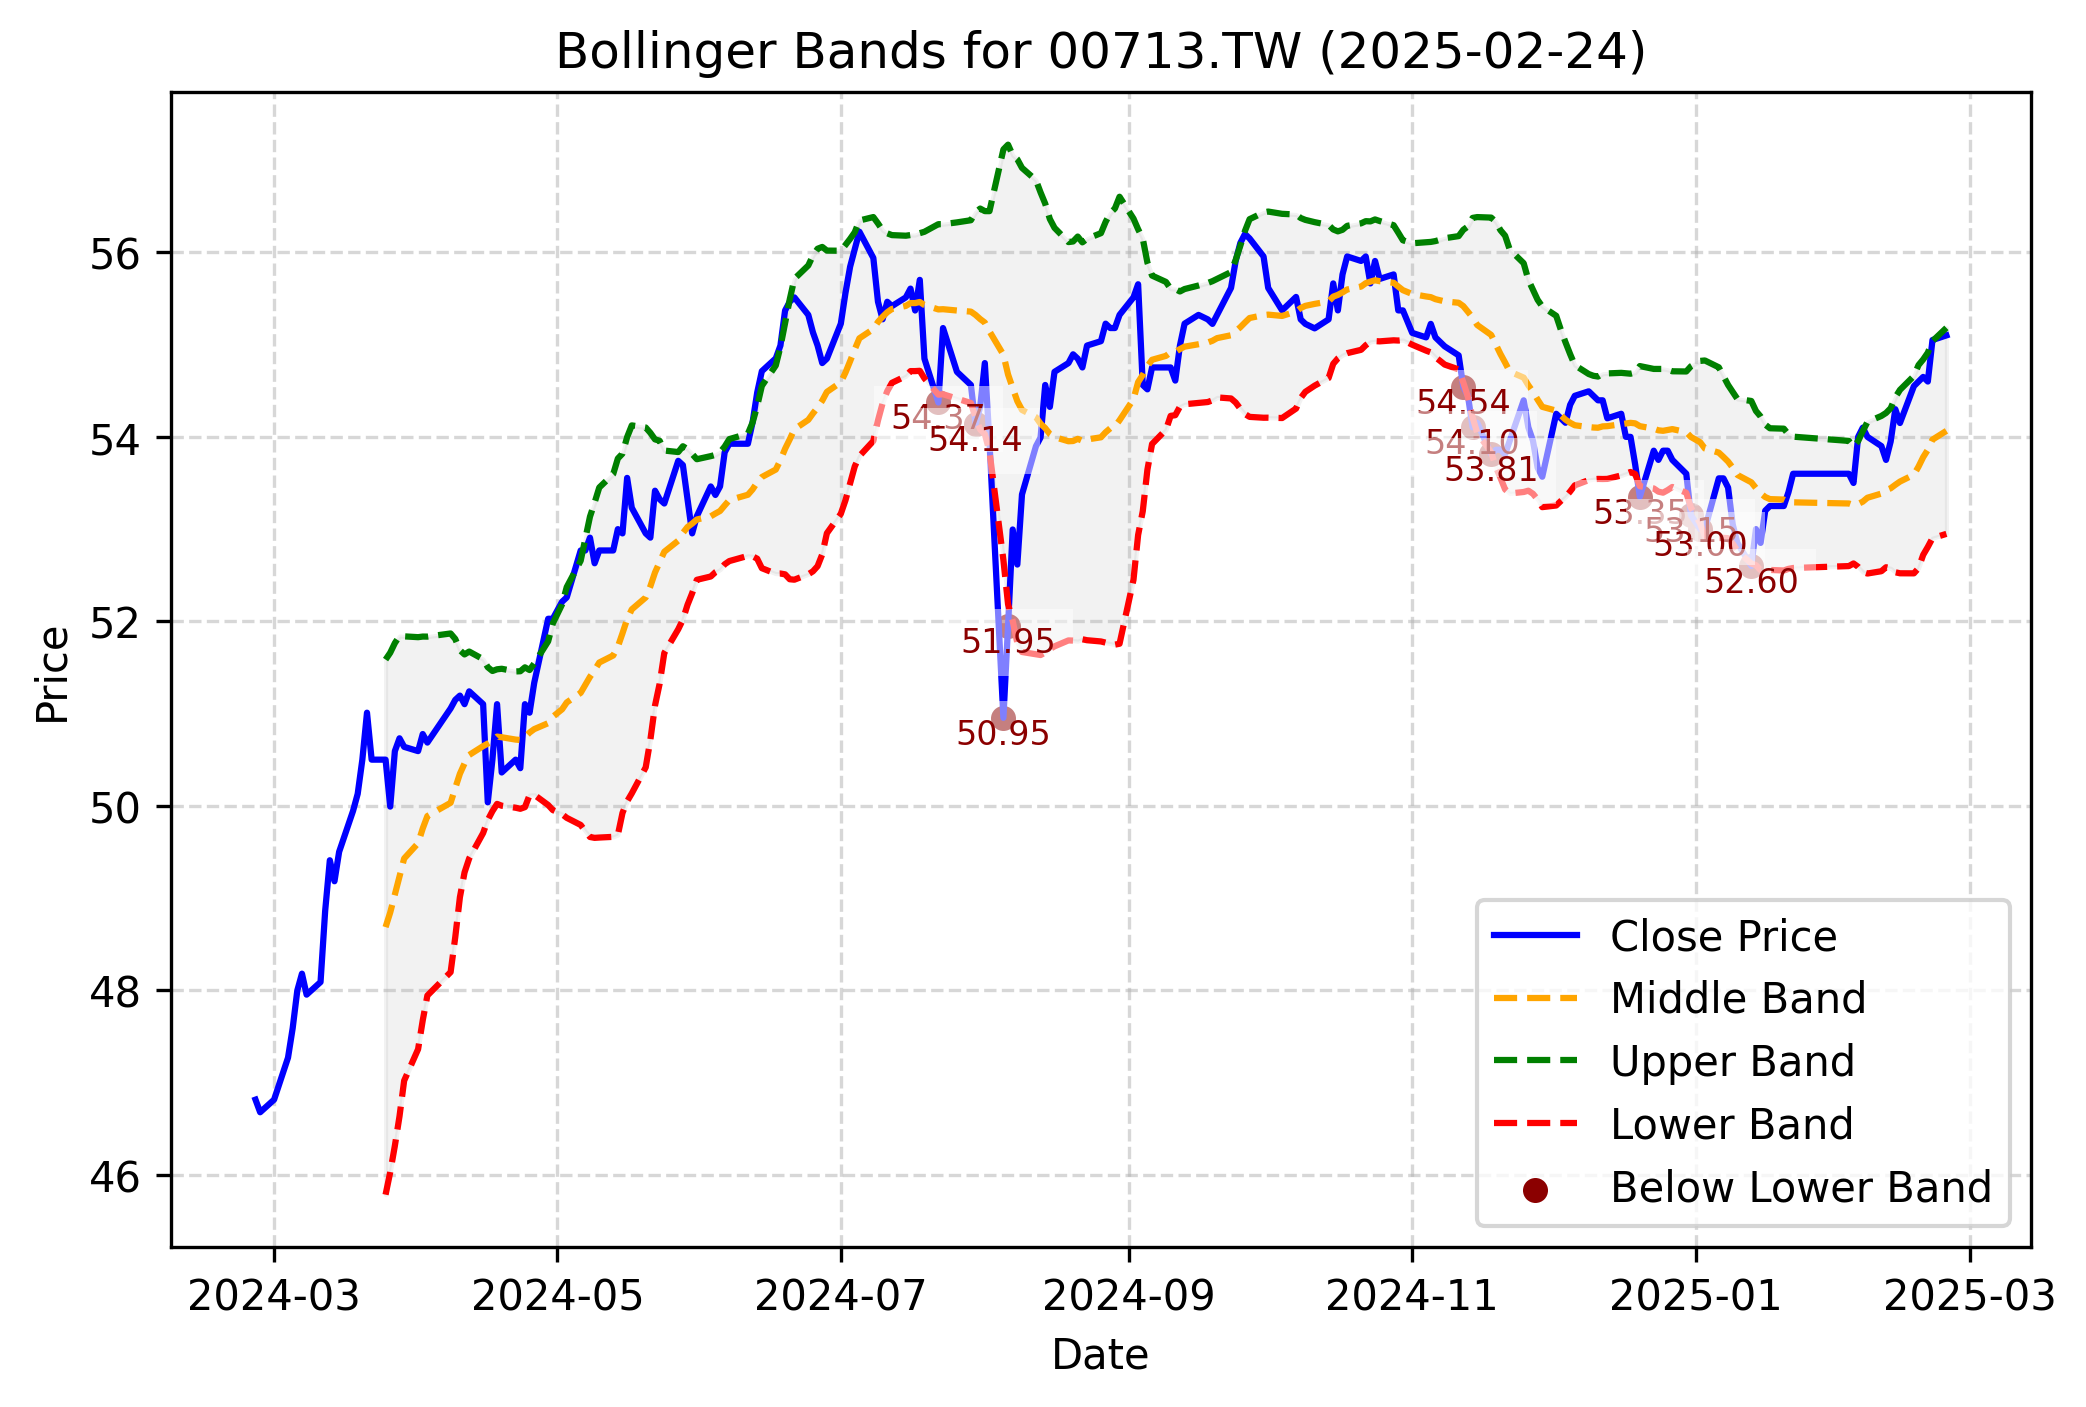 Bollinger Bands for 00713.TW (2025-02-24)
Price
56
54
52
50
48
46
54.37
54.14
51.95
50.95
54.54
54.10
53.81
53.35
53.15
53.00
52.60
Close Price
Middle Band
Upper Band
Lower Band
Below Lower Band
2024-03 2024-05 2024-07 2024-09 2024-11 2025-01 2025-03
Date